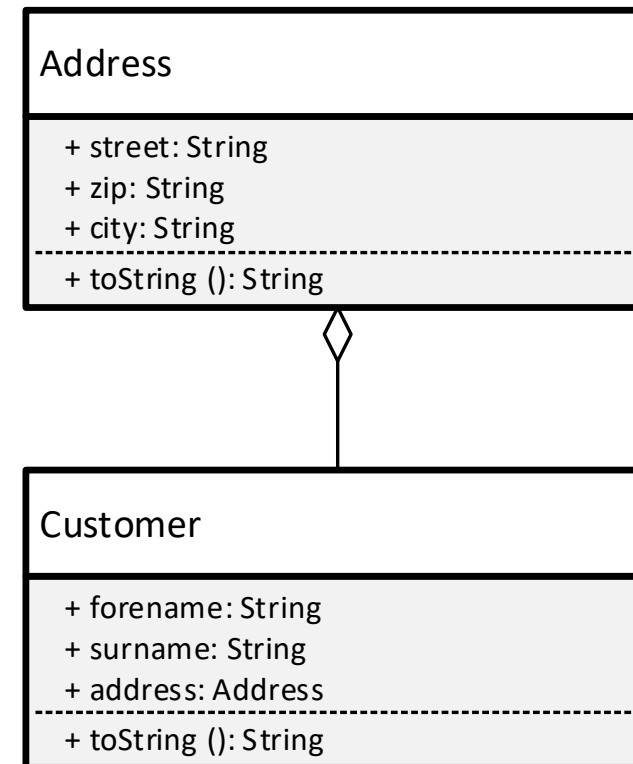 Address
+ street: String
+ zip: String
+ city: String
+ toString (): String
Customer
+ forename: String
+ surname: String
+ address: Address
+ toString (): String